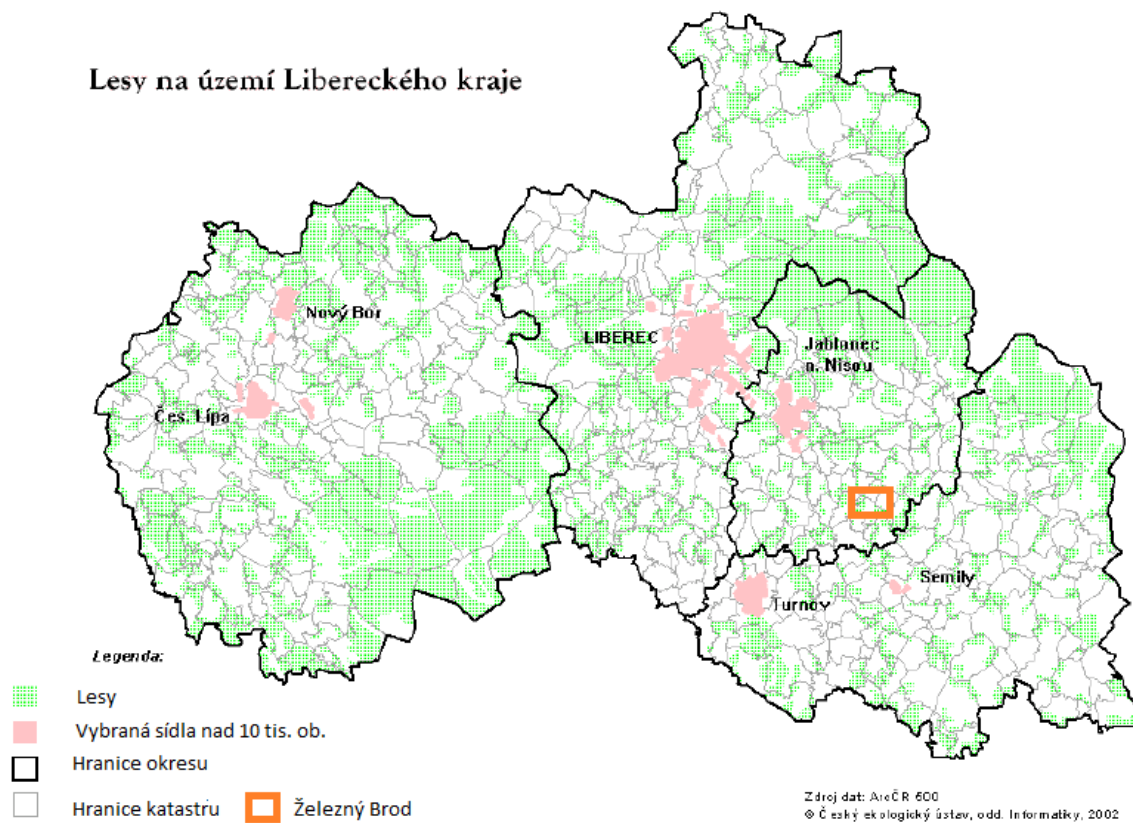 Lesy na území Libereckého kraje
Nový Bor
LIBEREC
Jablonec
n. Nisou
Čes. Lípa
Semily
Turnov
Legenda:
Lesy
Vybraná sídla nad 10 tis. ob.
Hranice okresu
Hranice katastru
Železný Brod
Zdroj dat: ArcČR 500
© Český ekologický ústav, odd. Informatiky, 2002